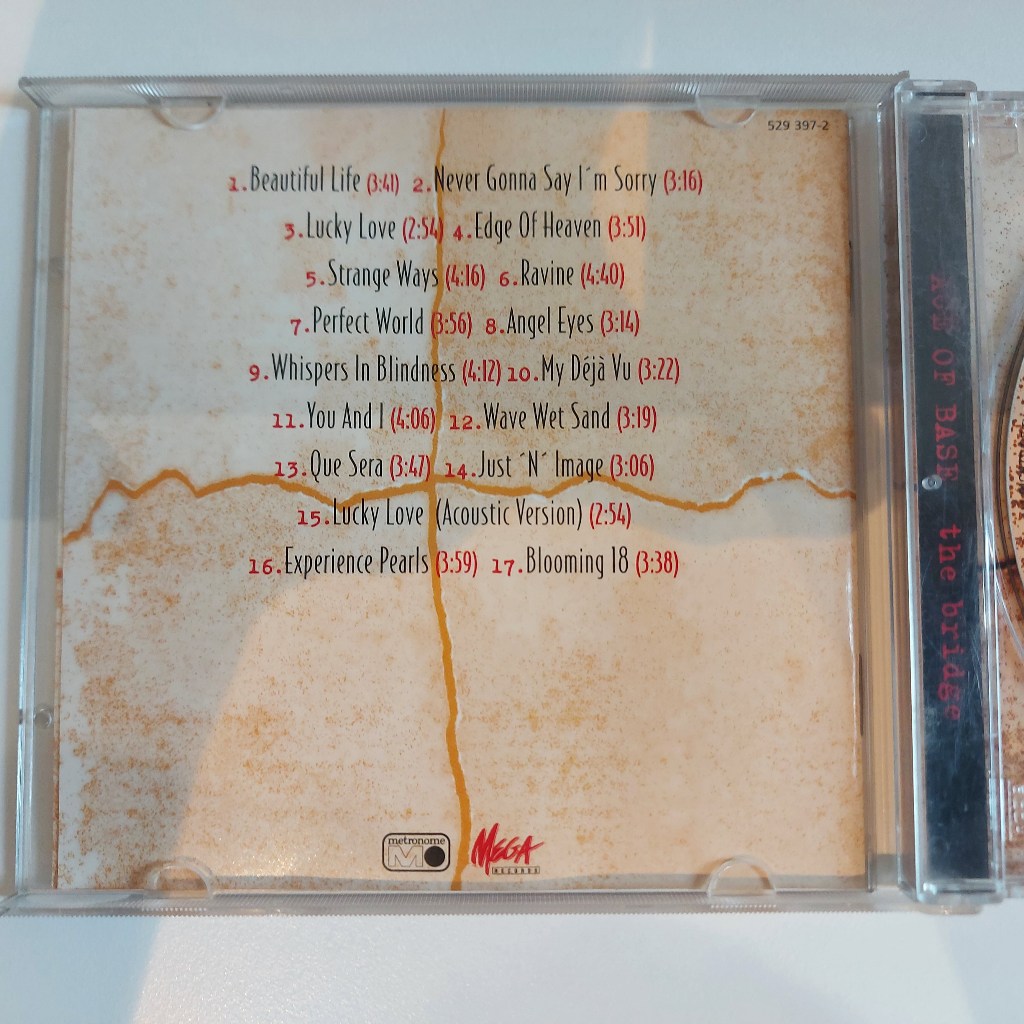 529 397-2
1.Beautiful Life (3:41) 2.Never Gonna Say I´m Sorry (3:16)
3.Lucky Love (2:54) 4.Edge Of Heaven (3:51)
5.Strange Ways (4:16) 6.Ravine (4:40)
7.Perfect World (3:56) 8.Angel Eyes (3:14)
9.Whispers In Blindness (4:12) 10.My Déjà Vu (3:22)
11.You And I (4:06) 12.Wave Wet Sand (3:19)
13.Que Sera (3:47) 14.Just ´N´ Image (3:06)
15.Lucky Love (Acoustic Version) (2:54)
16.Experience Pearls (3:59) 17.Blooming 18 (3:38)
metronome
MEGA
RECORDS
ACE OF BASE the bridge